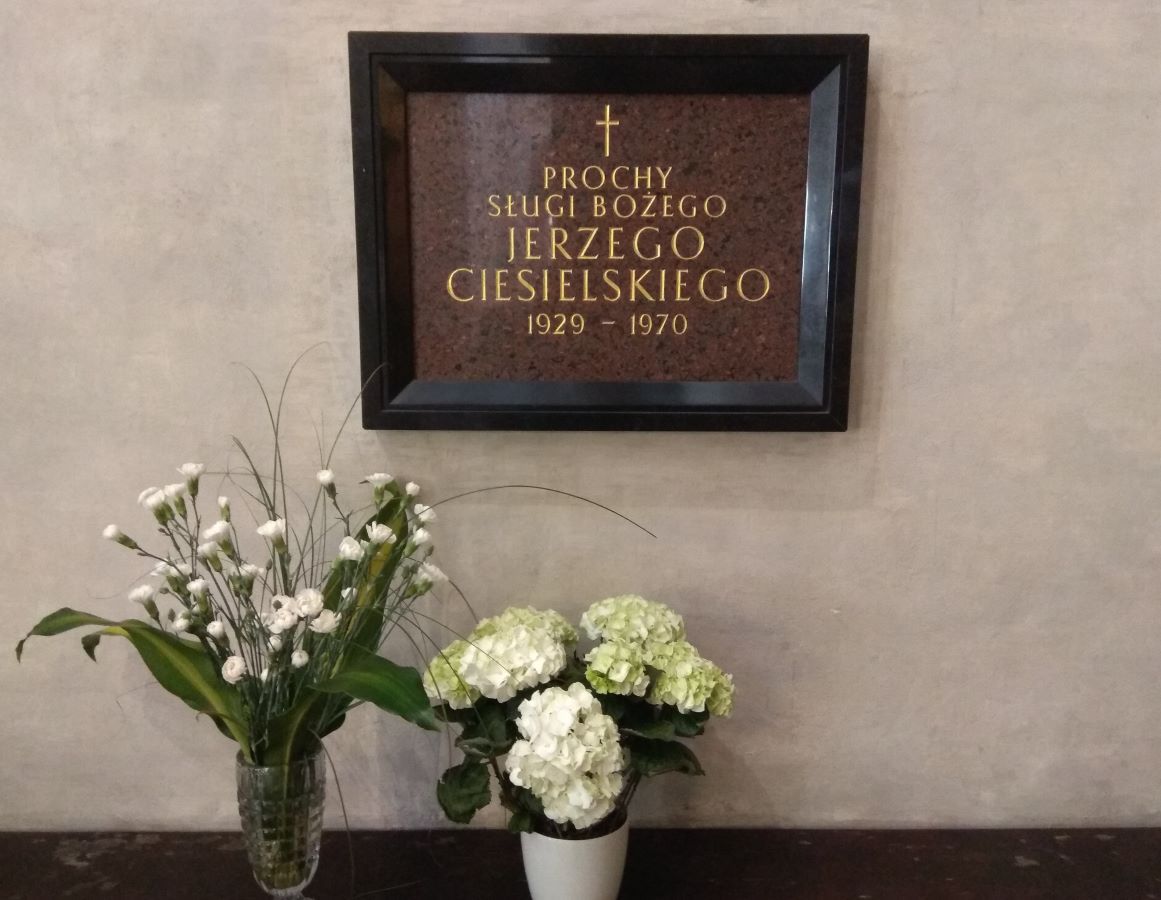 PROCHY
SŁUGI BOŻEGO
JERZEGO
CIESIELSKIEGO
1929 – 1970